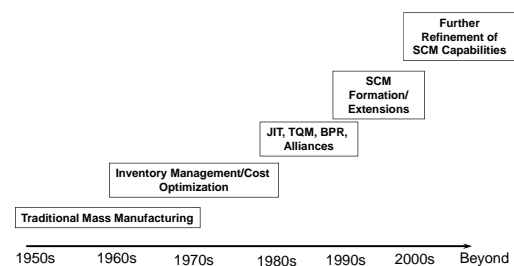 Further
Refinement of
SCM Capabilities
SCM
Formation/
Extensions
JIT, TQM, BPR,
Alliances
Inventory Management/Cost
Optimization
Traditional Mass Manufacturing
1950s 1960s 1970s 1980s 1990s 2000s Beyond